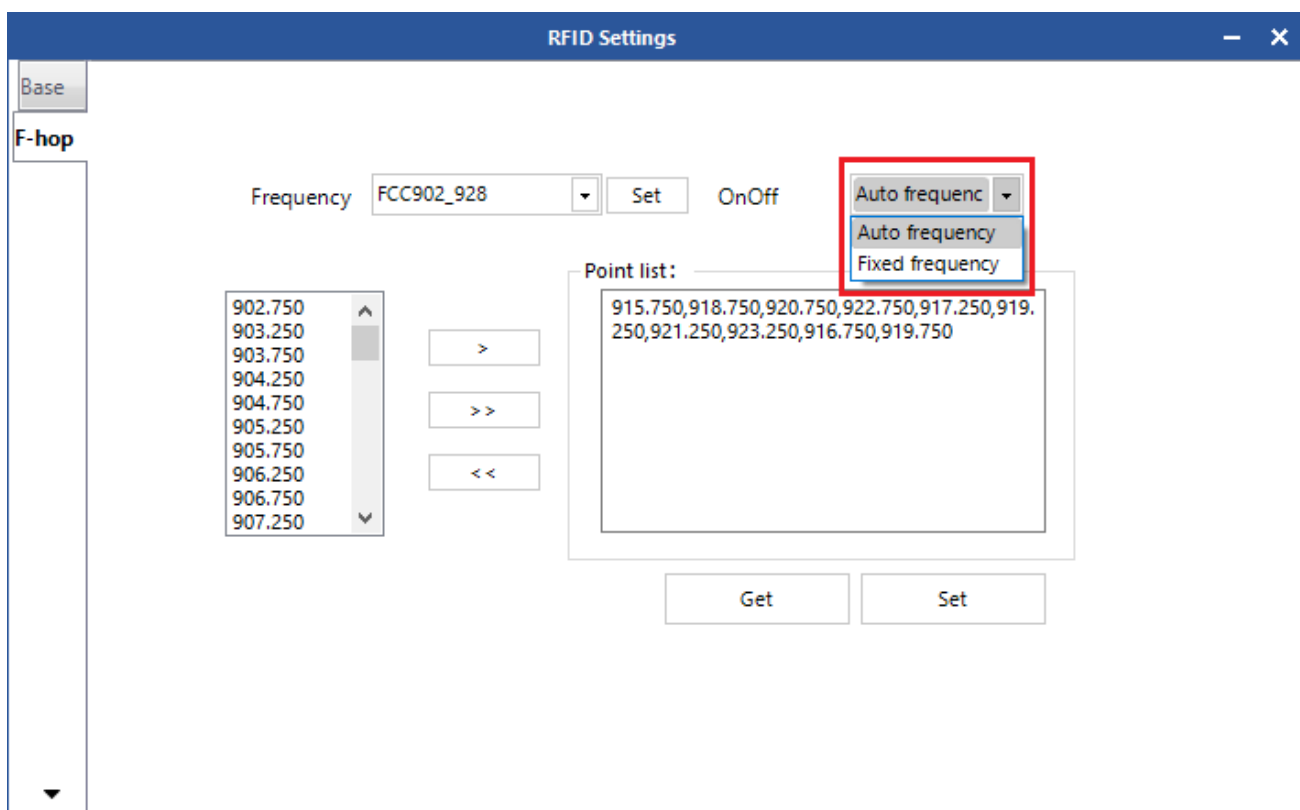 RFID Settings
Base
F-hop
Frequency
FCC902_928
Set
OnOff
Auto frequenc
Auto frequency
Fixed frequency
Point list:
902.750
903.250
903.750
904.250
904.750
905.250
905.750
906.250
906.750
907.250
>
>>
<<
915.750,918.750,920.750,922.750,917.250,919.
250,921.250,923.250,916.750,919.750
Get
Set